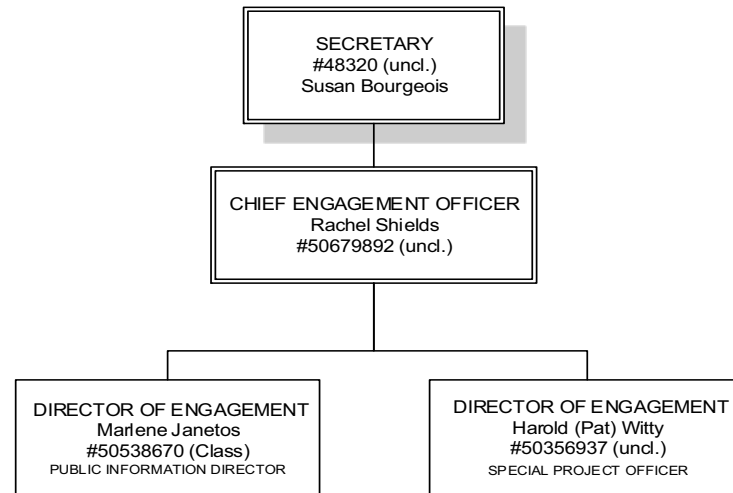 SECRETARY
#48320 (uncl.)
Susan Bourgeois
CHIEF ENGAGEMENT OFFICER
Rachel Shields
#50679892 (uncl.)
DIRECTOR OF ENGAGEMENT
Marlene Janetos
#50538670 (Class)
PUBLIC INFORMATION DIRECTOR
DIRECTOR OF ENGAGEMENT
Harold (Pat) Witty
#50356937 (uncl.)
SPECIAL PROJECT OFFICER